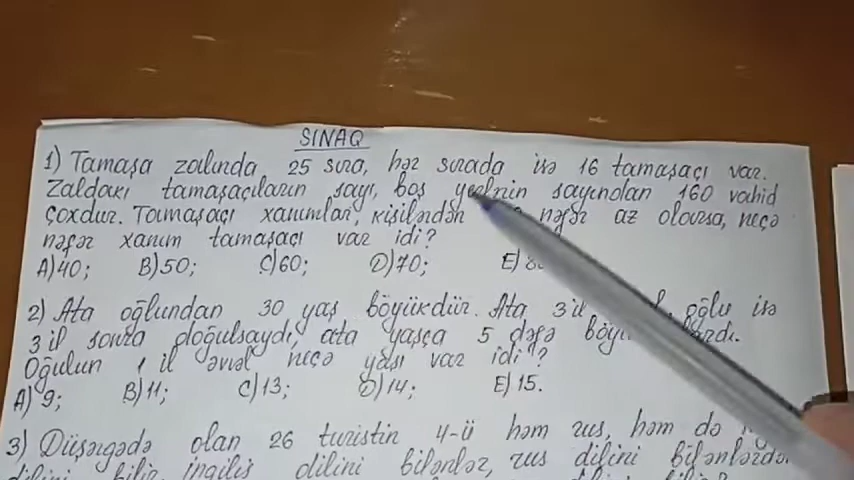 SINAQ
1) Tamaşa zalında 25 sıra, hər sırada isə 16 tamaşaçı var.
Zaldakı tamaşaçıların sayı, boş yerlərinin sayından 160 vahid
çoxdur. Tamaşaçı xanımlar, kişilərdən nəfər az olarsa, neçə
nəfər xanım tamaşaçı var idi?
A) 40; B) 50; C) 60; D) 70; E)
2) Ata oğlundan 30 yaş böyükdür. Ata oğlu isə
3 il sonra doğulsaydı, ata yaşca 5 dəfə
Oğulun 1 il əvvəl neçə yaşı var idi?
A) 9; B) 11; C) 13; D) 14; E) 15.
3) Düşərgədə olan 26 turistin 4-ü həm rus, həm də
dilini bilir, ingilis dilini bilənlər, rus dilini